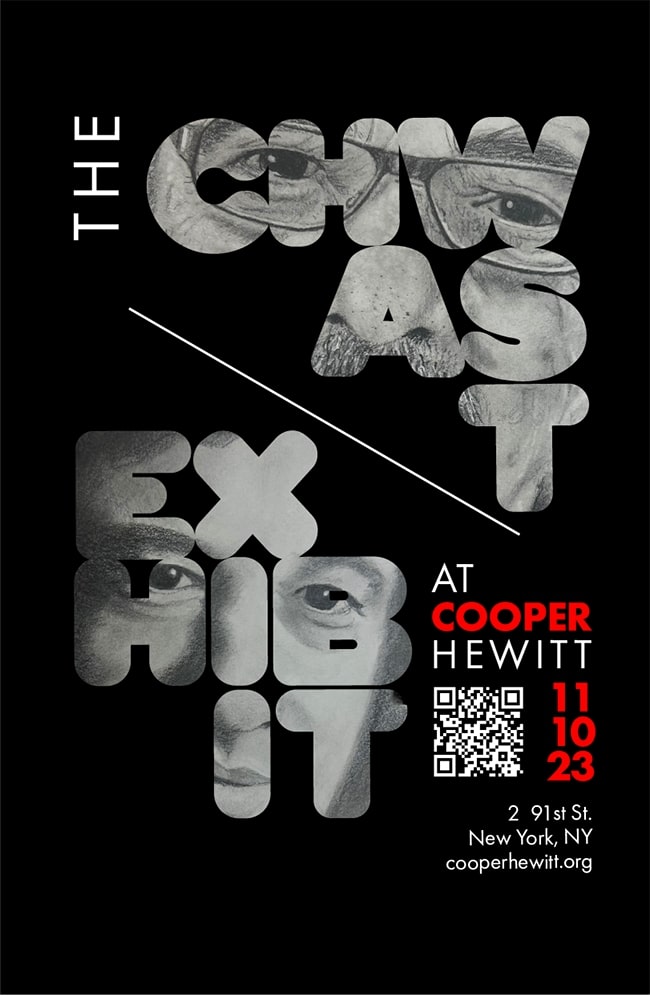 THE
CHW
AS
T
EX
HIB
IT
AT
COOPER
HEWITT
11
10
23
2 91st St.
New York, NY
cooperhewitt.org